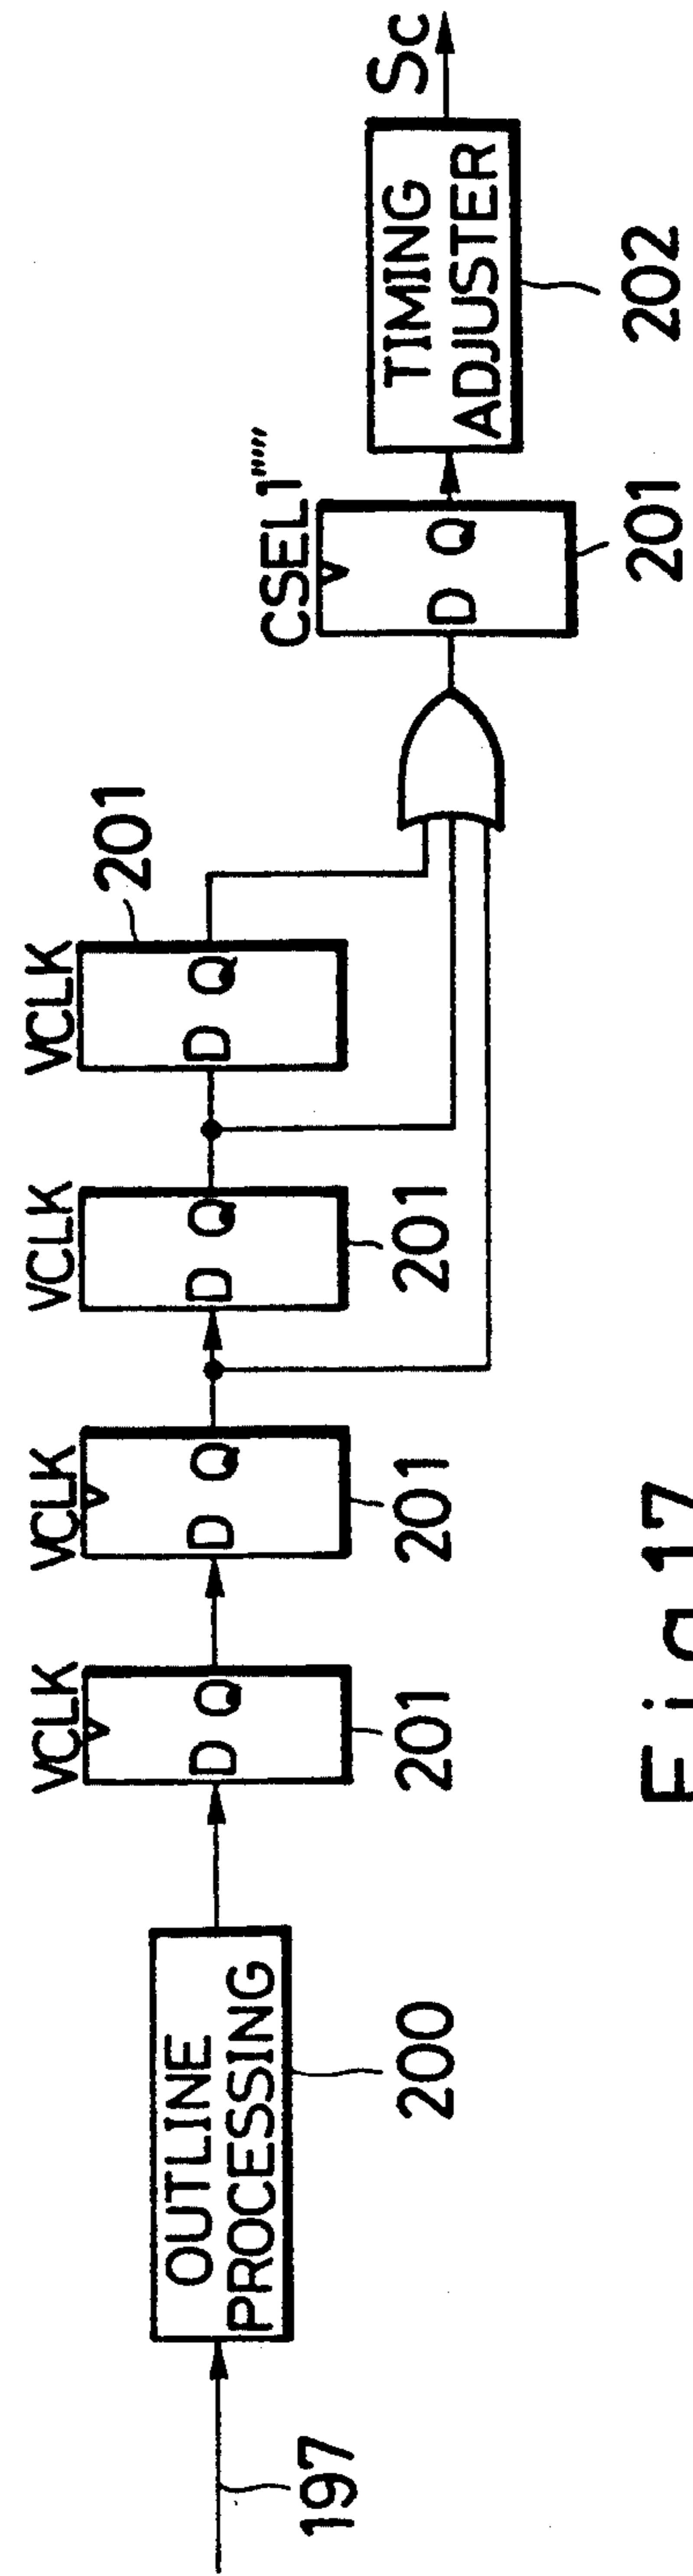 197
OUTLINE
PROCESSING
200
VCLK
D Q
201
VCLK
D Q
201
VCLK
D Q
201
VCLK
D Q
201
CSEL1'''''
D Q
201
TIMING
ADJUSTER
202
Sc
Fig.17